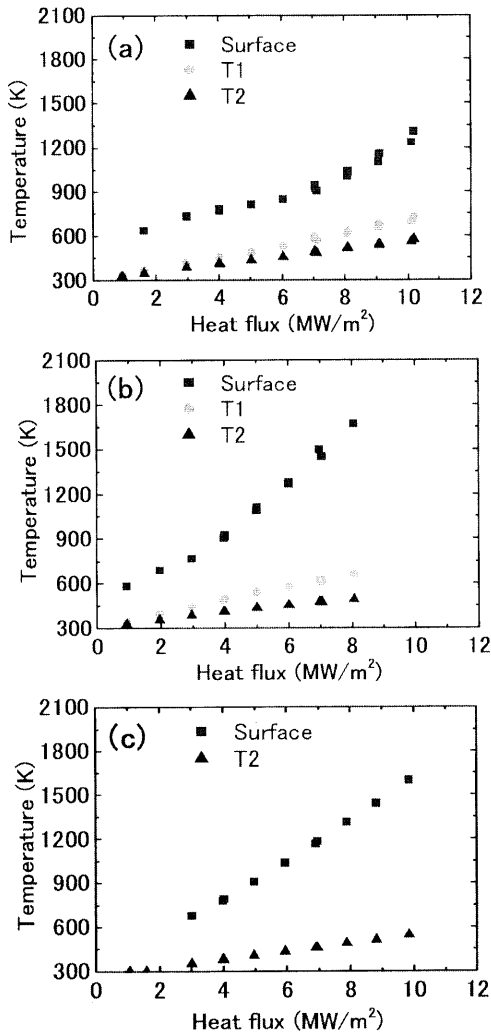 2100
1800
1500
1200
900
600
300
Temperature (K)
(a)
Surface
T1
T2
0 2 4 6 8 10 12
Heat flux (MW/m²)
2100
1800
1500
1200
900
600
300
Temperature (K)
(b)
Surface
T1
T2
0 2 4 6 8 10 12
Heat flux (MW/m²)
2100
1800
1500
1200
900
600
300
Temperature (K)
(c)
Surface
T2
0 2 4 6 8 10 12
Heat flux (MW/m²)